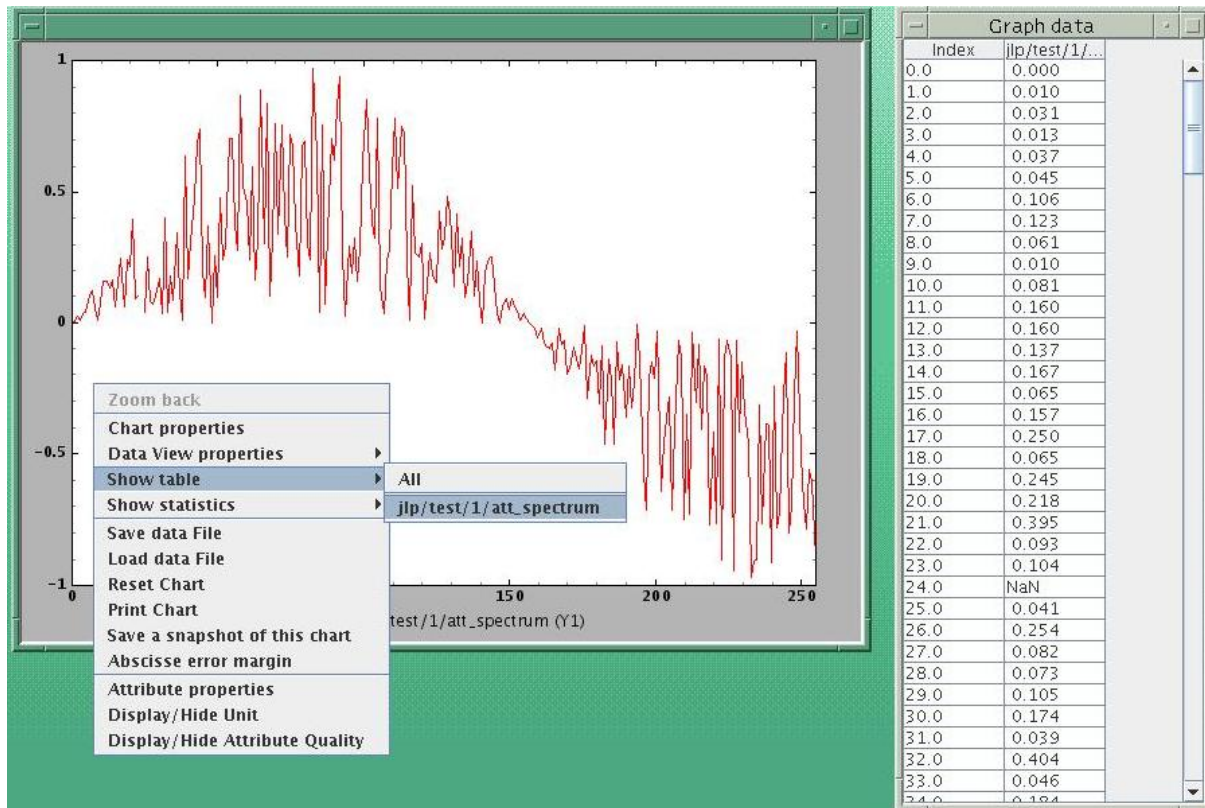 1
0.5
0
-0.5
-1
0
150
200
250
test/1/att_spectrum (Y1)
Zoom back
Chart properties
Data View properties
Show table
Show statistics
Save data File
Load data File
Reset Chart
Print Chart
Save a snapshot of this chart
Abscisse error margin
Attribute properties
Display/Hide Unit
Display/Hide Attribute Quality
All
jlp/test/1/att_spectrum
Graph data
Index jlp/test/1/...
0.0 0.000
1.0 0.010
2.0 0.031
3.0 0.013
4.0 0.037
5.0 0.045
6.0 0.106
7.0 0.123
8.0 0.061
9.0 0.010
10.0 0.081
11.0 0.160
12.0 0.160
13.0 0.137
14.0 0.167
15.0 0.065
16.0 0.157
17.0 0.250
18.0 0.065
19.0 0.245
20.0 0.218
21.0 0.395
22.0 0.093
23.0 0.104
24.0 NaN
25.0 0.041
26.0 0.254
27.0 0.082
28.0 0.073
29.0 0.105
30.0 0.174
31.0 0.039
32.0 0.404
33.0 0.046
34.0 0.184